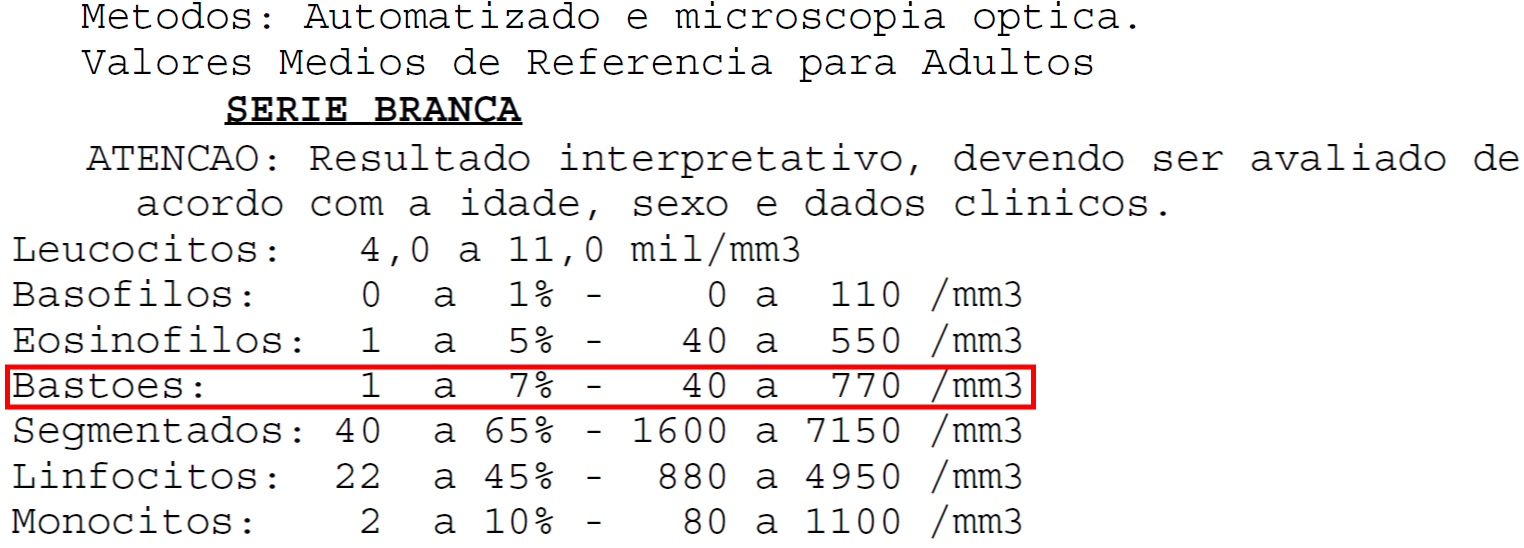 Metodos: Automatizado e microscopia optica.
Valores Medios de Referencia para Adultos
SERIE BRANCA
ATENCAO: Resultado interpretativo, devendo ser avaliado de
acordo com a idade, sexo e dados clinicos.
Leucocitos: 4,0 a 11,0 mil/mm3
Basofilos: 0 a 1% - 0 a 110 /mm3
Eosinofilos: 1 a 5% - 40 a 550 /mm3
Bastoes: 1 a 7% - 40 a 770 /mm3
Segmentados: 40 a 65% - 1600 a 7150 /mm3
Linfocitos: 22 a 45% - 880 a 4950 /mm3
Monocitos: 2 a 10% - 80 a 1100 /mm3